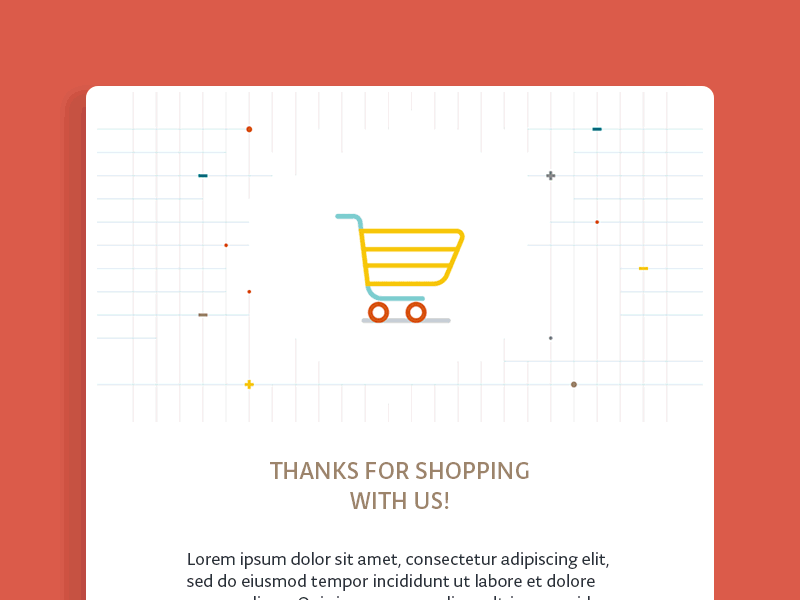 THANKS FOR SHOPPING
WITH US!
Lorem ipsum dolor sit amet, consectetur adipiscing elit,
sed do eiusmod tempor incididunt ut labore et dolore